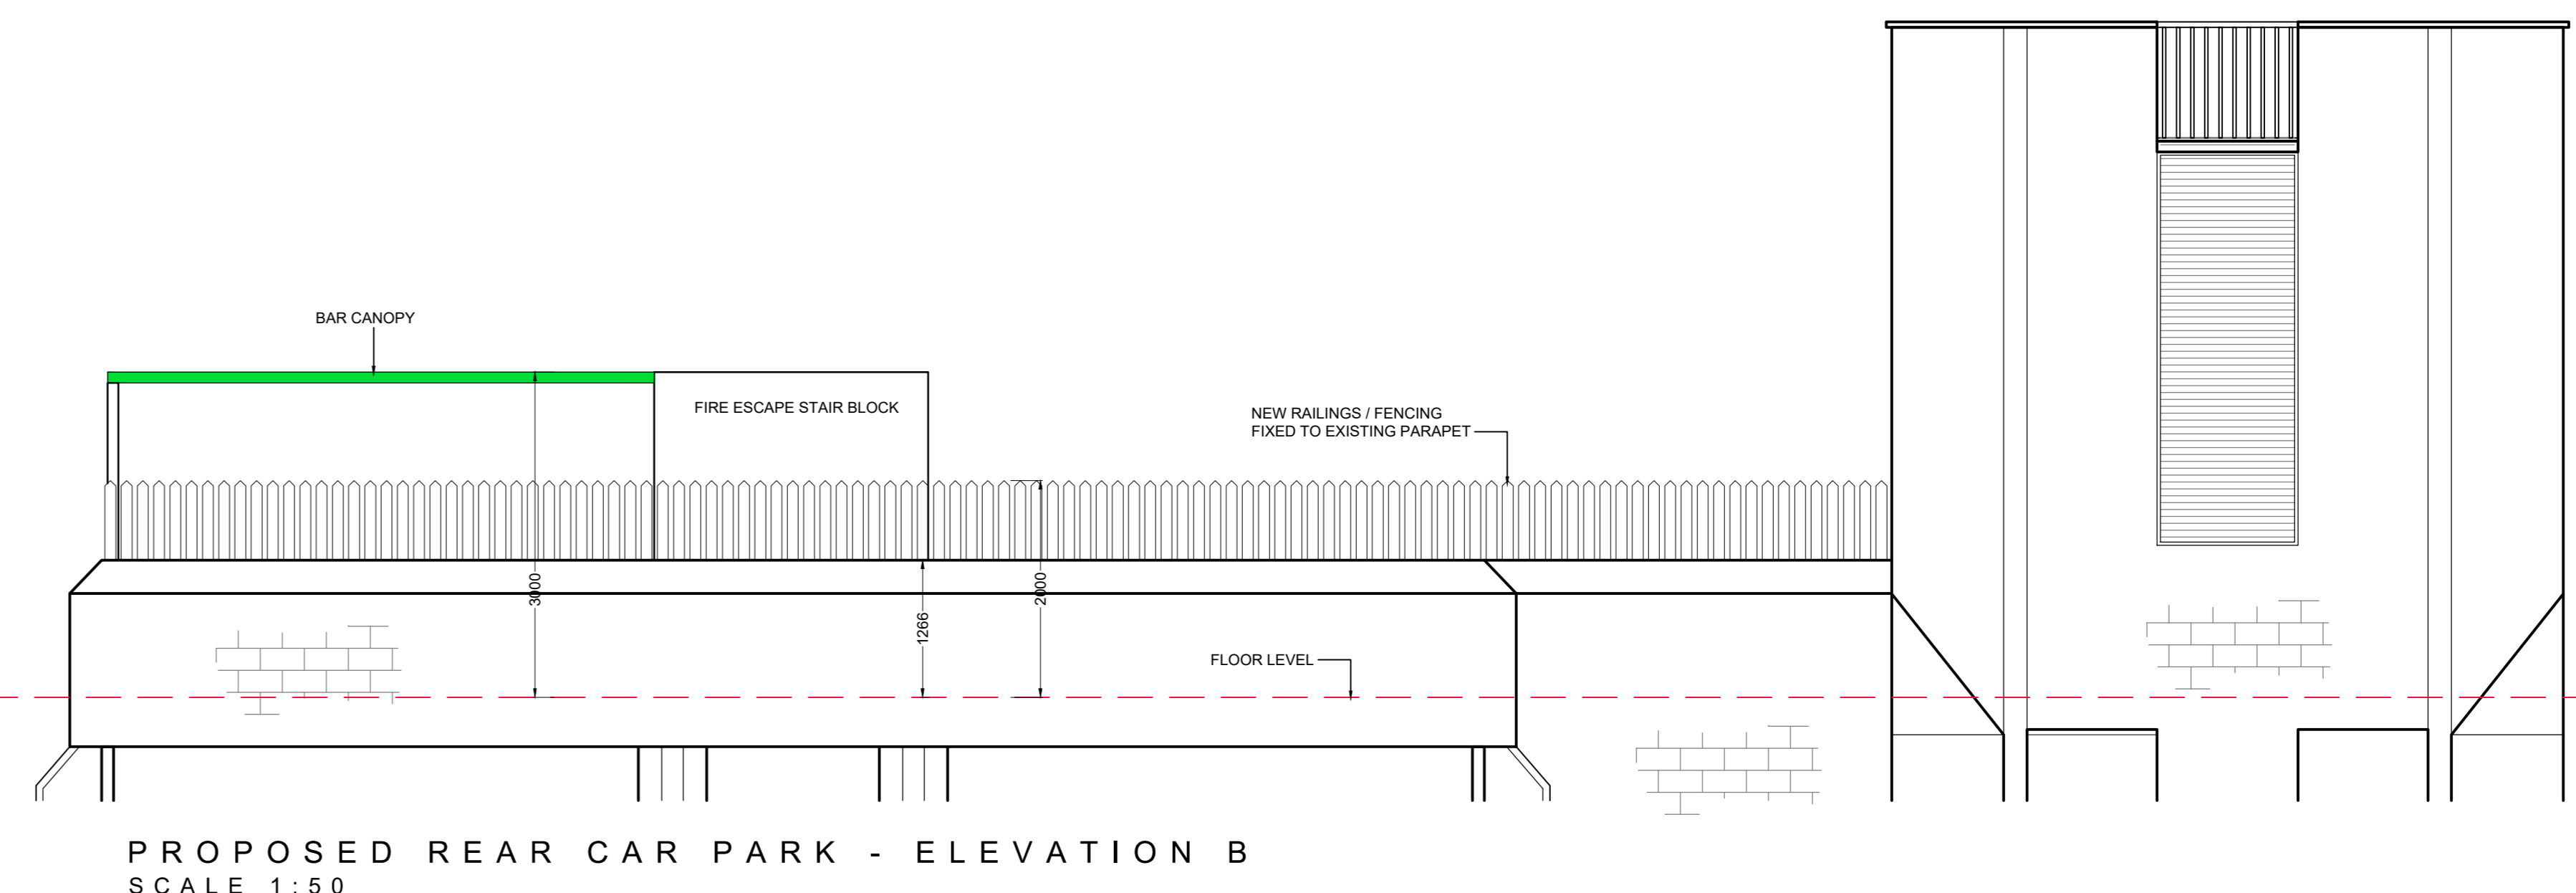 BAR CANOPY
FIRE ESCAPE STAIR BLOCK
NEW RAILINGS / FENCING
FIXED TO EXISTING PARAPET
3000
1266
2000
FLOOR LEVEL
PROPOSED REAR CAR PARK - ELEVATION B
SCALE 1:50